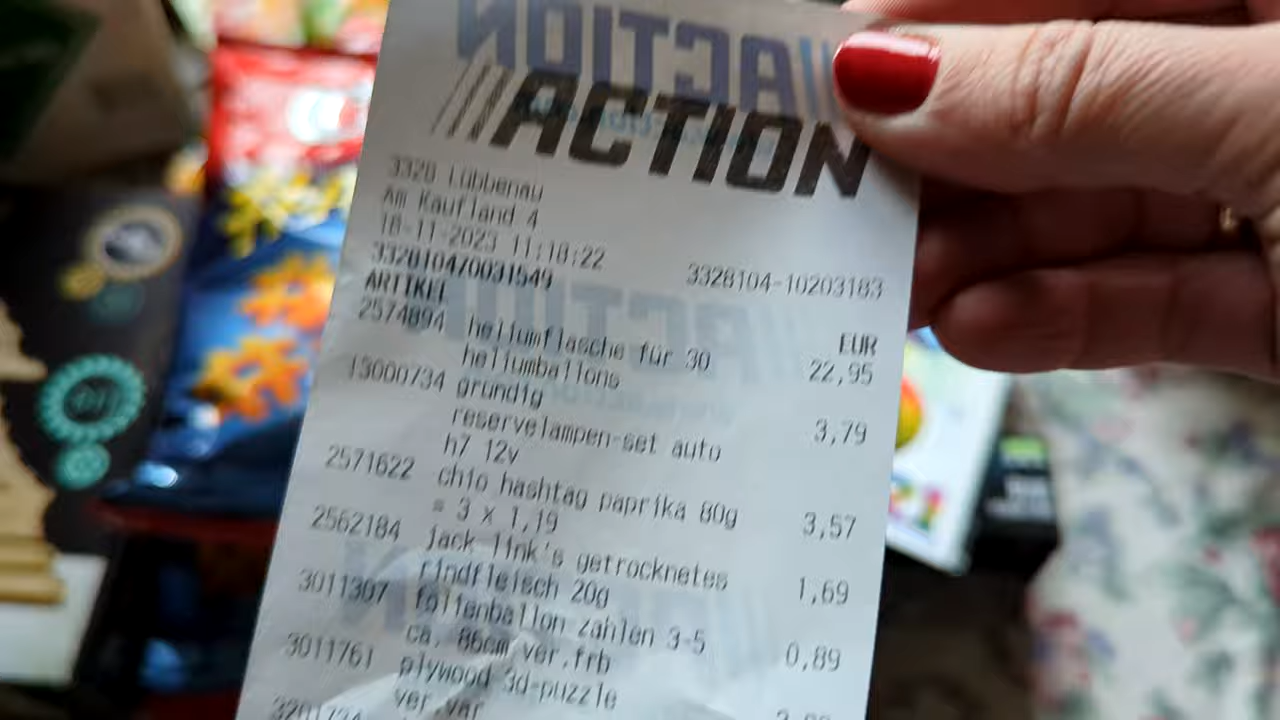 //ACTION
3328 Lübbenau
Am Kaufland 4
18-11-2023 11:18:22
332810470031549 3328104-10203183
ARTIKEL EUR
2574894 heliumflasche für 30 22,95
heliumballons
13000734 grundig 3,79
reservelampen-set auto
h7 12v
2571622 chio hashtag paprika 80g 3,57
= 3 x 1,19
2562184 jack link's getrocknetes 1,69
rindfleisch 20g
3011307 folienballon zahlen 3-5 0,89
ca. 86cm ver.frb
3011761 plywood 3d-puzzle
ver.var